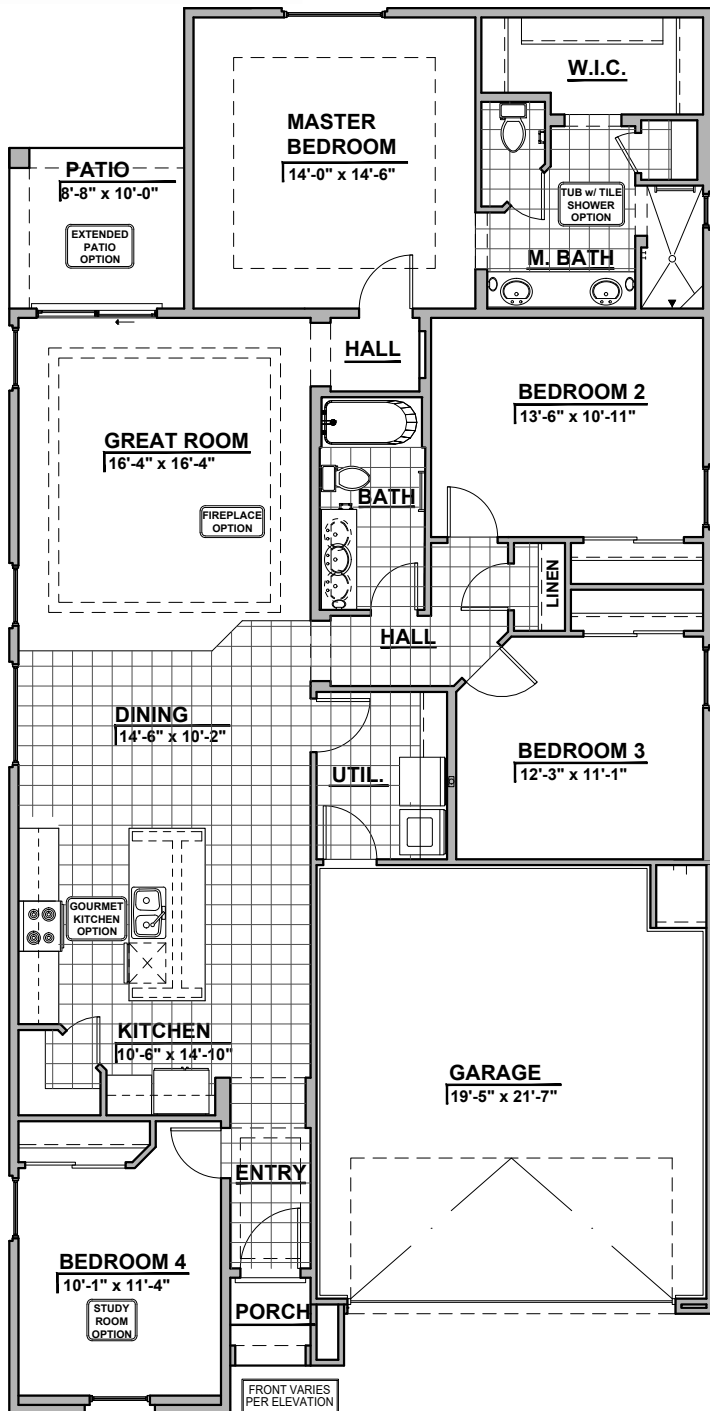 W.I.C.
MASTER
BEDROOM
14'-0" x 14'-6"
PATIO
8'-8" x 10'-0"
EXTENDED
PATIO
OPTION
TUB w/ TILE
SHOWER
OPTION
M. BATH
HALL
BEDROOM 2
13'-6" x 10'-11"
GREAT ROOM
16'-4" x 16'-4"
FIREPLACE
OPTION
BATH
LINEN
HALL
DINING
14'-6" x 10'-2"
UTIL.
BEDROOM 3
12'-3" x 11'-1"
GOURMET
KITCHEN
OPTION
KITCHEN
10'-6" x 14'-10"
GARAGE
19'-5" x 21'-7"
ENTRY
BEDROOM 4
10'-1" x 11'-4"
STUDY
ROOM
OPTION
PORCH
FRONT VARIES
PER ELEVATION